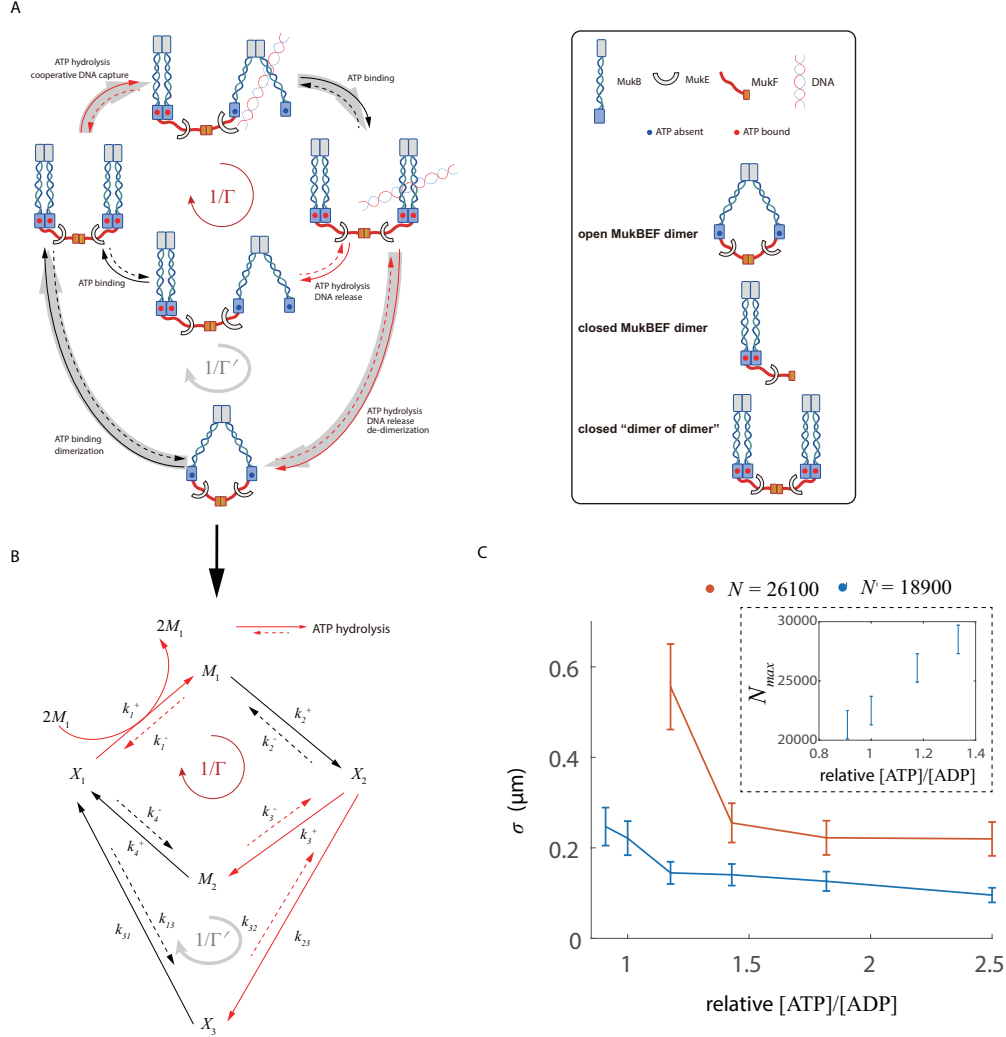 A
ATP hydrolysis
cooperative DNA capture
ATP binding
1/Γ
ATP binding
ATP hydrolysis
DNA release
1/Γ′
ATP binding
dimerization
ATP hydrolysis
DNA release
de-dimerization
MukB
MukE
MukF
DNA
ATP absent
ATP bound
open MukBEF dimer
closed MukBEF dimer
closed “dimer of dimer”
B
2M₁
ATP hydrolysis
M₁
2M₁
k₁⁺
k₁⁻
k₂⁺
k₂⁻
1/Γ
X₁
X₂
k₄⁻
k₄⁺
k₃⁻
k₃⁺
M₂
k₃₁
k₁₃
1/Γ′
k₃₂
k₂₃
X₃
C
N = 26100
N = 18900
0.6
0.4
0.2
0
σ (μm)
1
1.5
2
2.5
relative [ATP]/[ADP]
30000
25000
20000
N_max
0.8
1
1.2
1.4
relative [ATP]/[ADP]